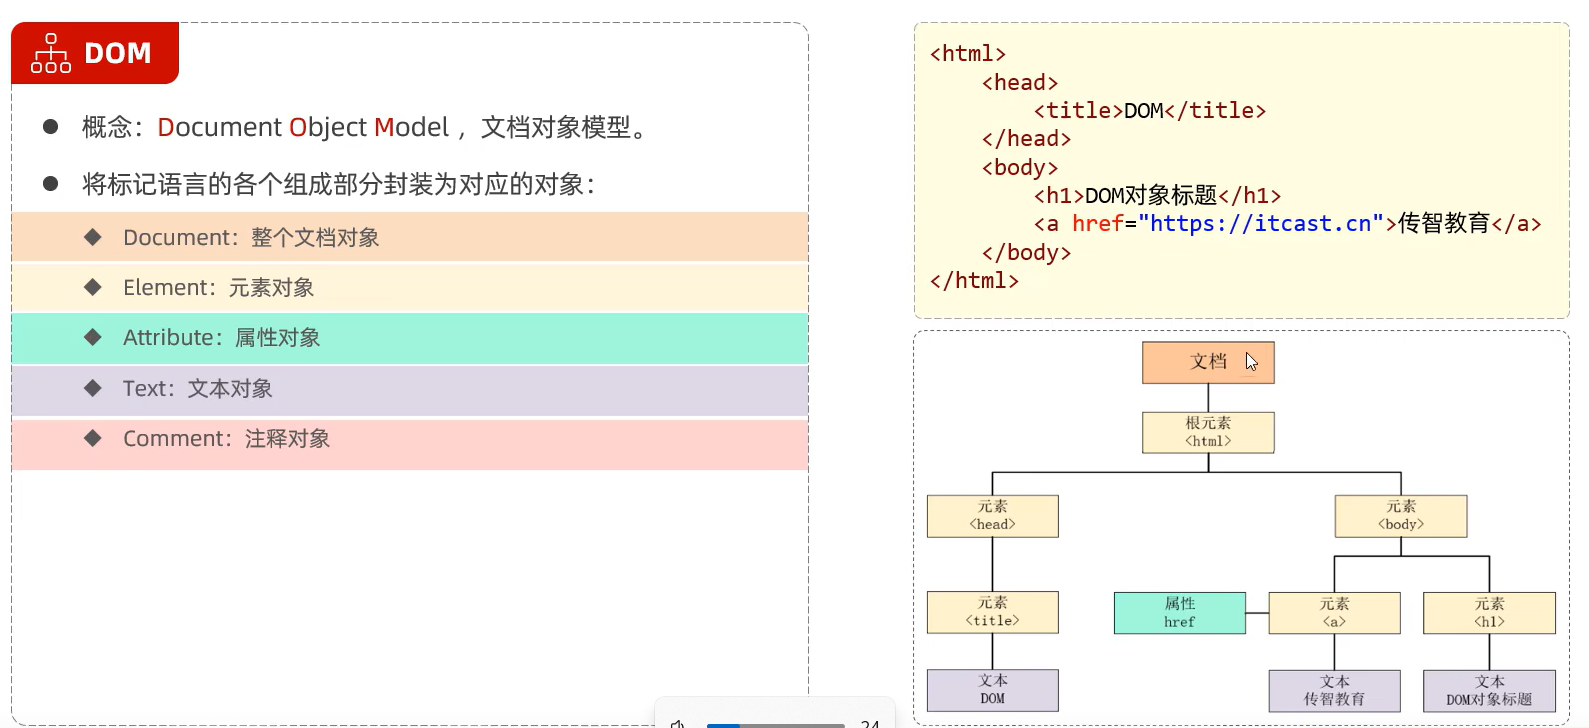 DOM
概念：Document Object Model ，文档对象模型。
将标记语言的各个组成部分封装为对应的对象：
Document：整个文档对象
Element：元素对象
Attribute：属性对象
Text：文本对象
Comment：注释对象
<html>
<head>
<title>DOM</title>
</head>
<body>
<h1>DOM对象标题</h1>
<a href="https://itcast.cn">传智教育</a>
</body>
</html>
文档
根元素
<html>
元素
<head>
元素
<body>
元素
<title>
属性
href
元素
<a>
元素
<h1>
文本
DOM
文本
传智教育
文本
DOM对象标题
24